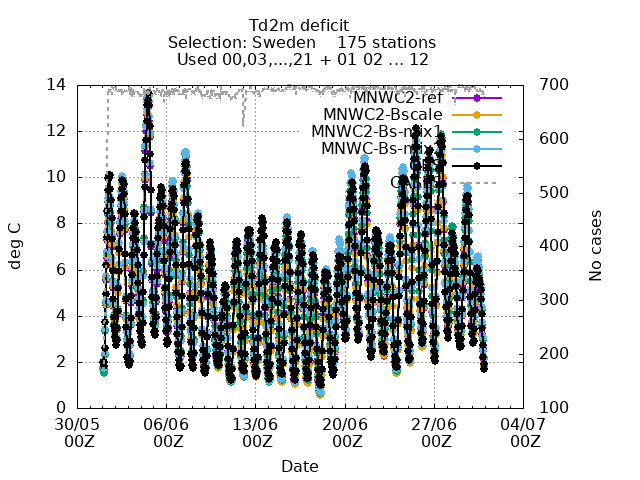 Td2m deficit
Selection: Sweden 175 stations
Used 00,03,...,21 + 01 02 ... 12
14
12
10
8
6
4
2
0
700
600
500
400
300
200
100
deg C
No cases
MNWC2-ref
MNWC2-Bscale
MNWC2-Bs-mix1
MNWC-Bs-mix
30/05 06/06 13/06 20/06 27/06 04/07
00Z 00Z 00Z 00Z 00Z 00Z
Date